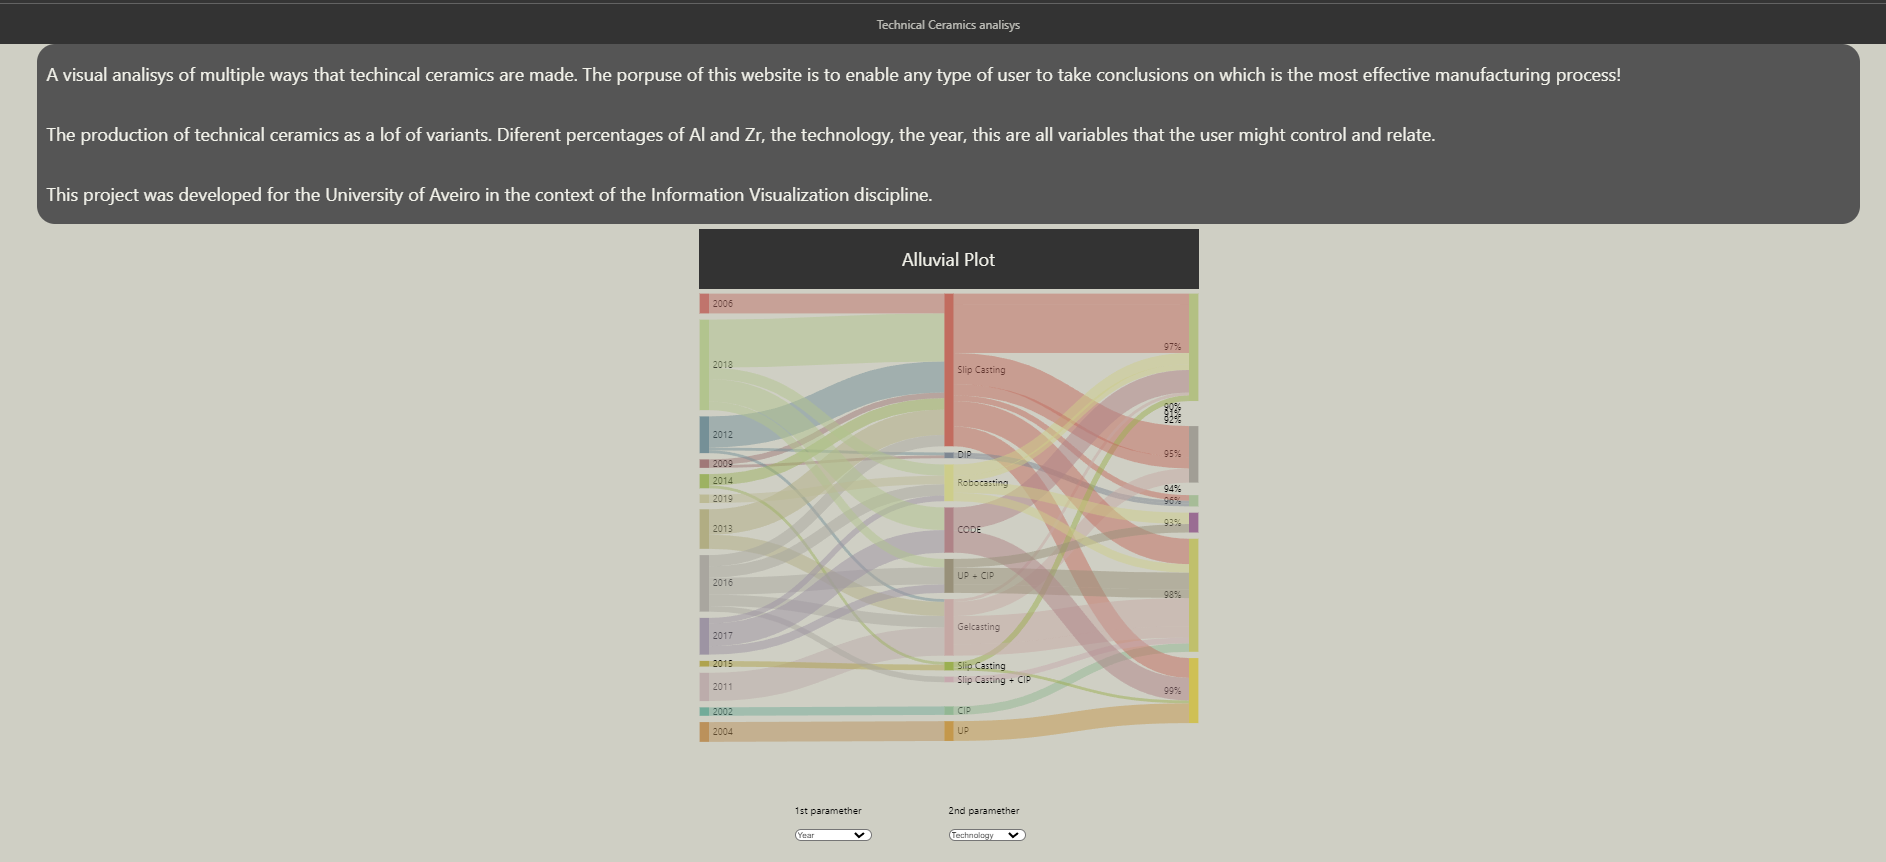 Technical Ceramics analisys
A visual analisys of multiple ways that techincal ceramics are made. The porpuse of this website is to enable any type of user to take conclusions on which is the most effective manufacturing process!
The production of technical ceramics as a lof of variants. Diferent percentages of Al and Zr, the technology, the year, this are all variables that the user might control and relate.
This project was developed for the University of Aveiro in the context of the Information Visualization discipline.
Alluvial Plot
2006
2018
2012
2009
2014
2019
2013
2016
2017
2015
2011
2002
2004
Slip Casting
DIP
Robocasting
CODE
UP + CIP
Gelcasting
Slip Casting
Slip Casting + CIP
CIP
UP
97%
90%
92%
95%
94%
96%
93%
98%
99%
1st paramether
2nd paramether
Year
Technology